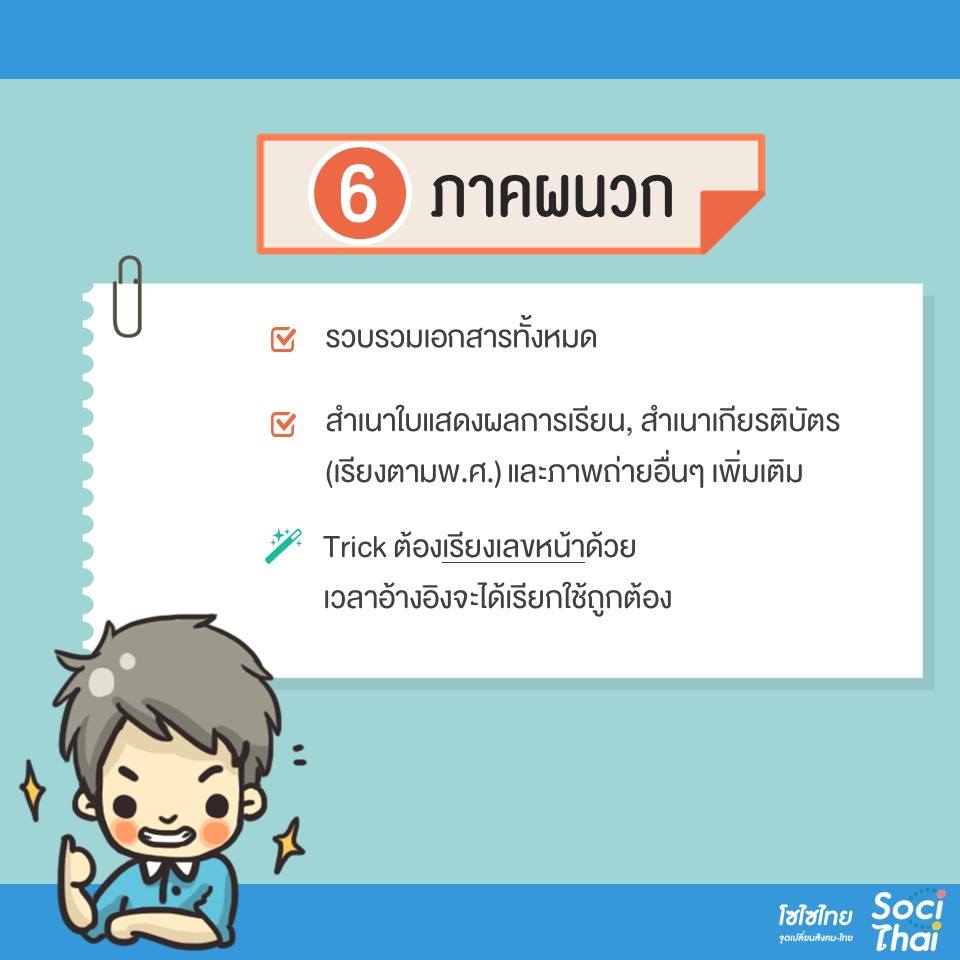 6 ภาคผนวก
รวบรวมเอกสารทั้งหมด
สำเนาใบแสดงผลการเรียน, สำเนาเกียรติบัตร
(เรียงตามพ.ศ.) และภาพถ่ายอื่นๆ เพิ่มเติม
Trick ต้องเรียงเลขหน้าด้วย
เวลาอ้างอิงจะได้เรียกใช้ถูกต้อง
โซไซไทย
จุดเปลี่ยนสังคม-ไทย
Soci
Thai